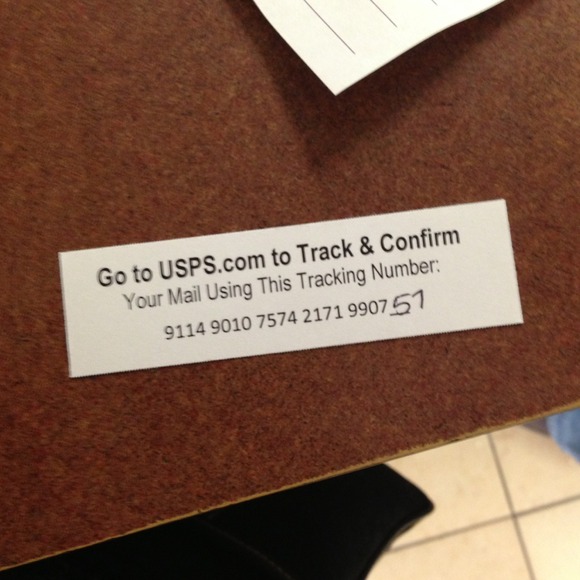 Go to USPS.com to Track & Confirm
Your Mail Using This Tracking Number:
9114 9010 7574 2171 9907 51